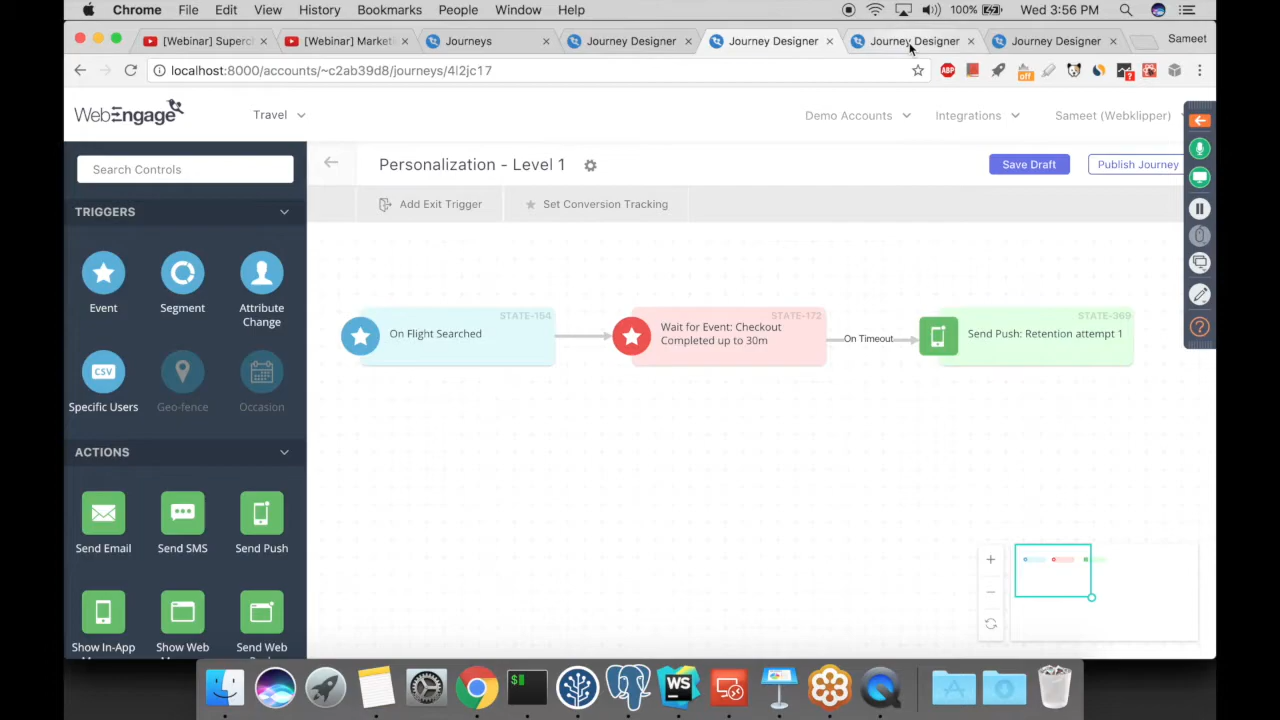 Chrome File Edit View History Bookmarks People Window Help 100% Wed 3:56 PM
[Webinar] Superch [Webinar] Marketi Journeys Journey Designer Journey Designer Journey Designer Journey Designer Sameet
localhost:8000/accounts/~c2ab39d8/journeys/4l2jc17 ABP off
WebEngage Travel Demo Accounts Integrations Sameet (Webklipper)
Search Controls Personalization - Level 1 Save Draft Publish Journey
TRIGGERS Add Exit Trigger Set Conversion Tracking
Event Segment Attribute Change
STATE-154
On Flight Searched
STATE-172
Wait for Event: Checkout
Completed up to 30m
On Timeout
STATE-369
Send Push: Retention attempt 1
CSV
Specific Users Geo-fence Occasion
ACTIONS
Send Email Send SMS Send Push
Show In-App Show Web Send Web
WS